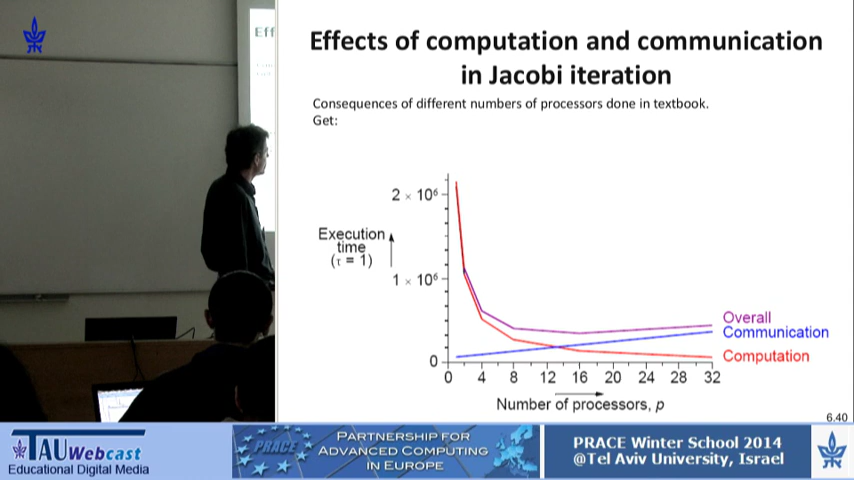 Eff
Effects of computation and communication
in Jacobi iteration
Consequences of different numbers of processors done in textbook.
Get:
2 × 10⁶
Execution
time
(τ = 1)
1 × 10⁶
0
Overall
Communication
Computation
0 4 8 12 16 20 24 28 32
Number of processors, p
6.40
TAU Webcast
Educational Digital Media
PRACE
PARTNERSHIP FOR
ADVANCED COMPUTING
IN EUROPE
PRACE Winter School 2014
@Tel Aviv University, Israel